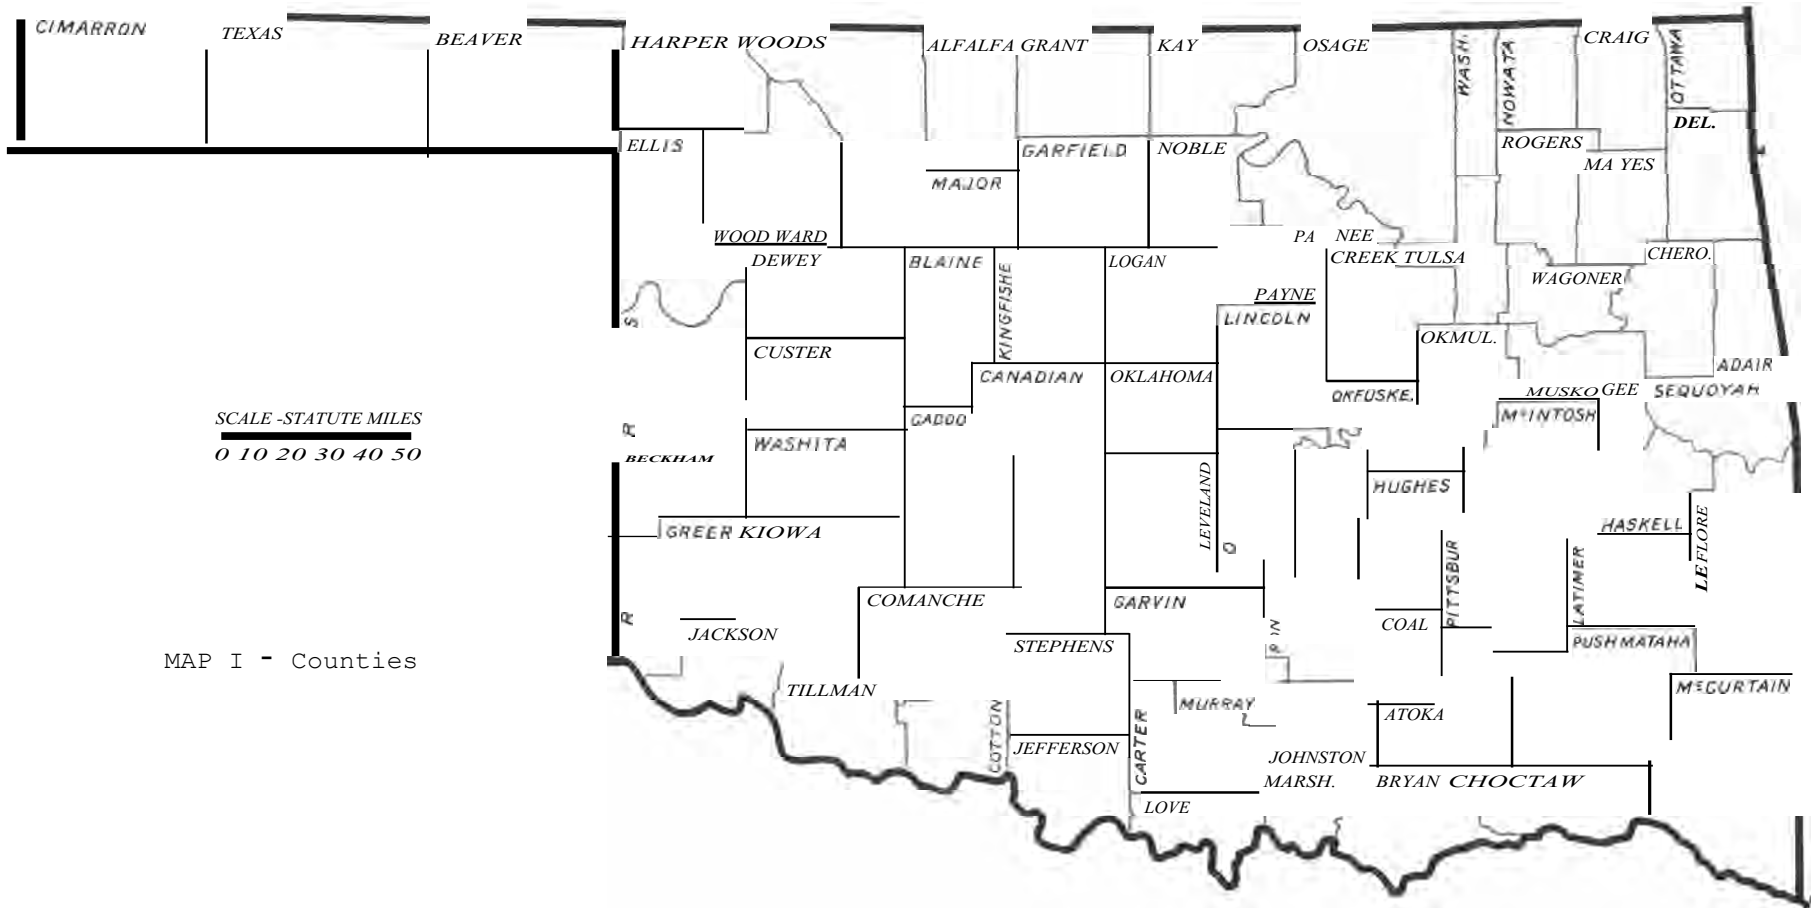 CIMARRON
TEXAS
BEAVER
HARPER WOODS
ALFALFA GRANT
KAY
OSAGE
WASH.
NOWATA
CRAIG
OTTAWA
DEL.
ELLIS
GARFIELD
NOBLE
ROGERS
MA YES
MAJOR
WOOD WARD
PA NEE
DEWEY
BLAINE
KINGFISHE
LOGAN
CREEK TULSA
CHERO.
WAGONER
PAYNE
LINCOLN
S
CUSTER
OKMUL.
CANADIAN
OKLAHOMA
ADAIR
OKFUSKE.
MUSKO GEE
SEQUOYAH
SCALE -STATUTE MILES
0 10 20 30 40 50
CADDO
McINTOSH
R
WASHITA
BECKHAM
HUGHES
LEVELAND
O
GREER KIOWA
HASKELL
LE FLORE
PITTSBUR
LATIMER
COMANCHE
GARVIN
R
JACKSON
COAL
STEPHENS
PUSHMATAHA
MAP I - Counties
TILLMAN
McCURTAIN
MURRAY
ATOKA
COTTON
JEFFERSON
CARTER
JOHNSTON
MARSH.
BRYAN CHOCTAW
LOVE